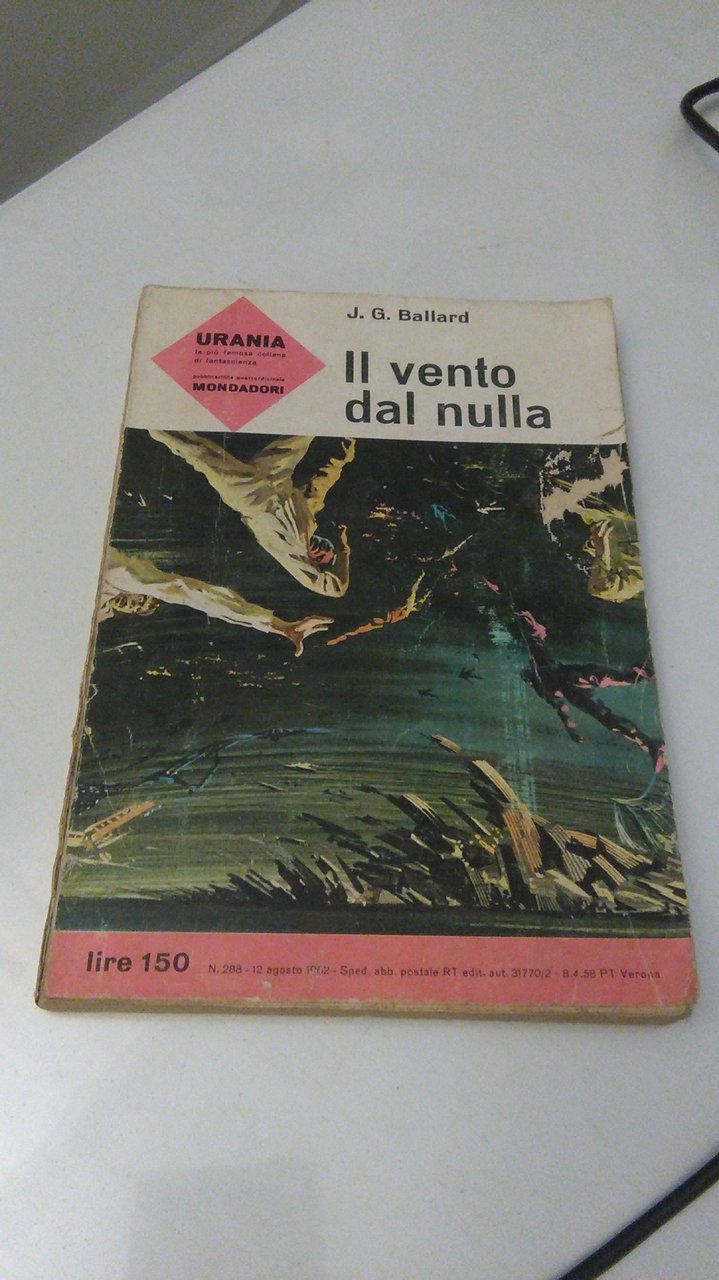 J. G. Ballard
URANIA
la più famosa collana
di fantascienza
pubblicazione quattordicinale
MONDADORI
Il vento
dal nulla
lire 150 N. 288 - 12 agosto 1962 - Sped. abb. postale RT edit. aut. 31770/2 - 8.4.58 PT Verona